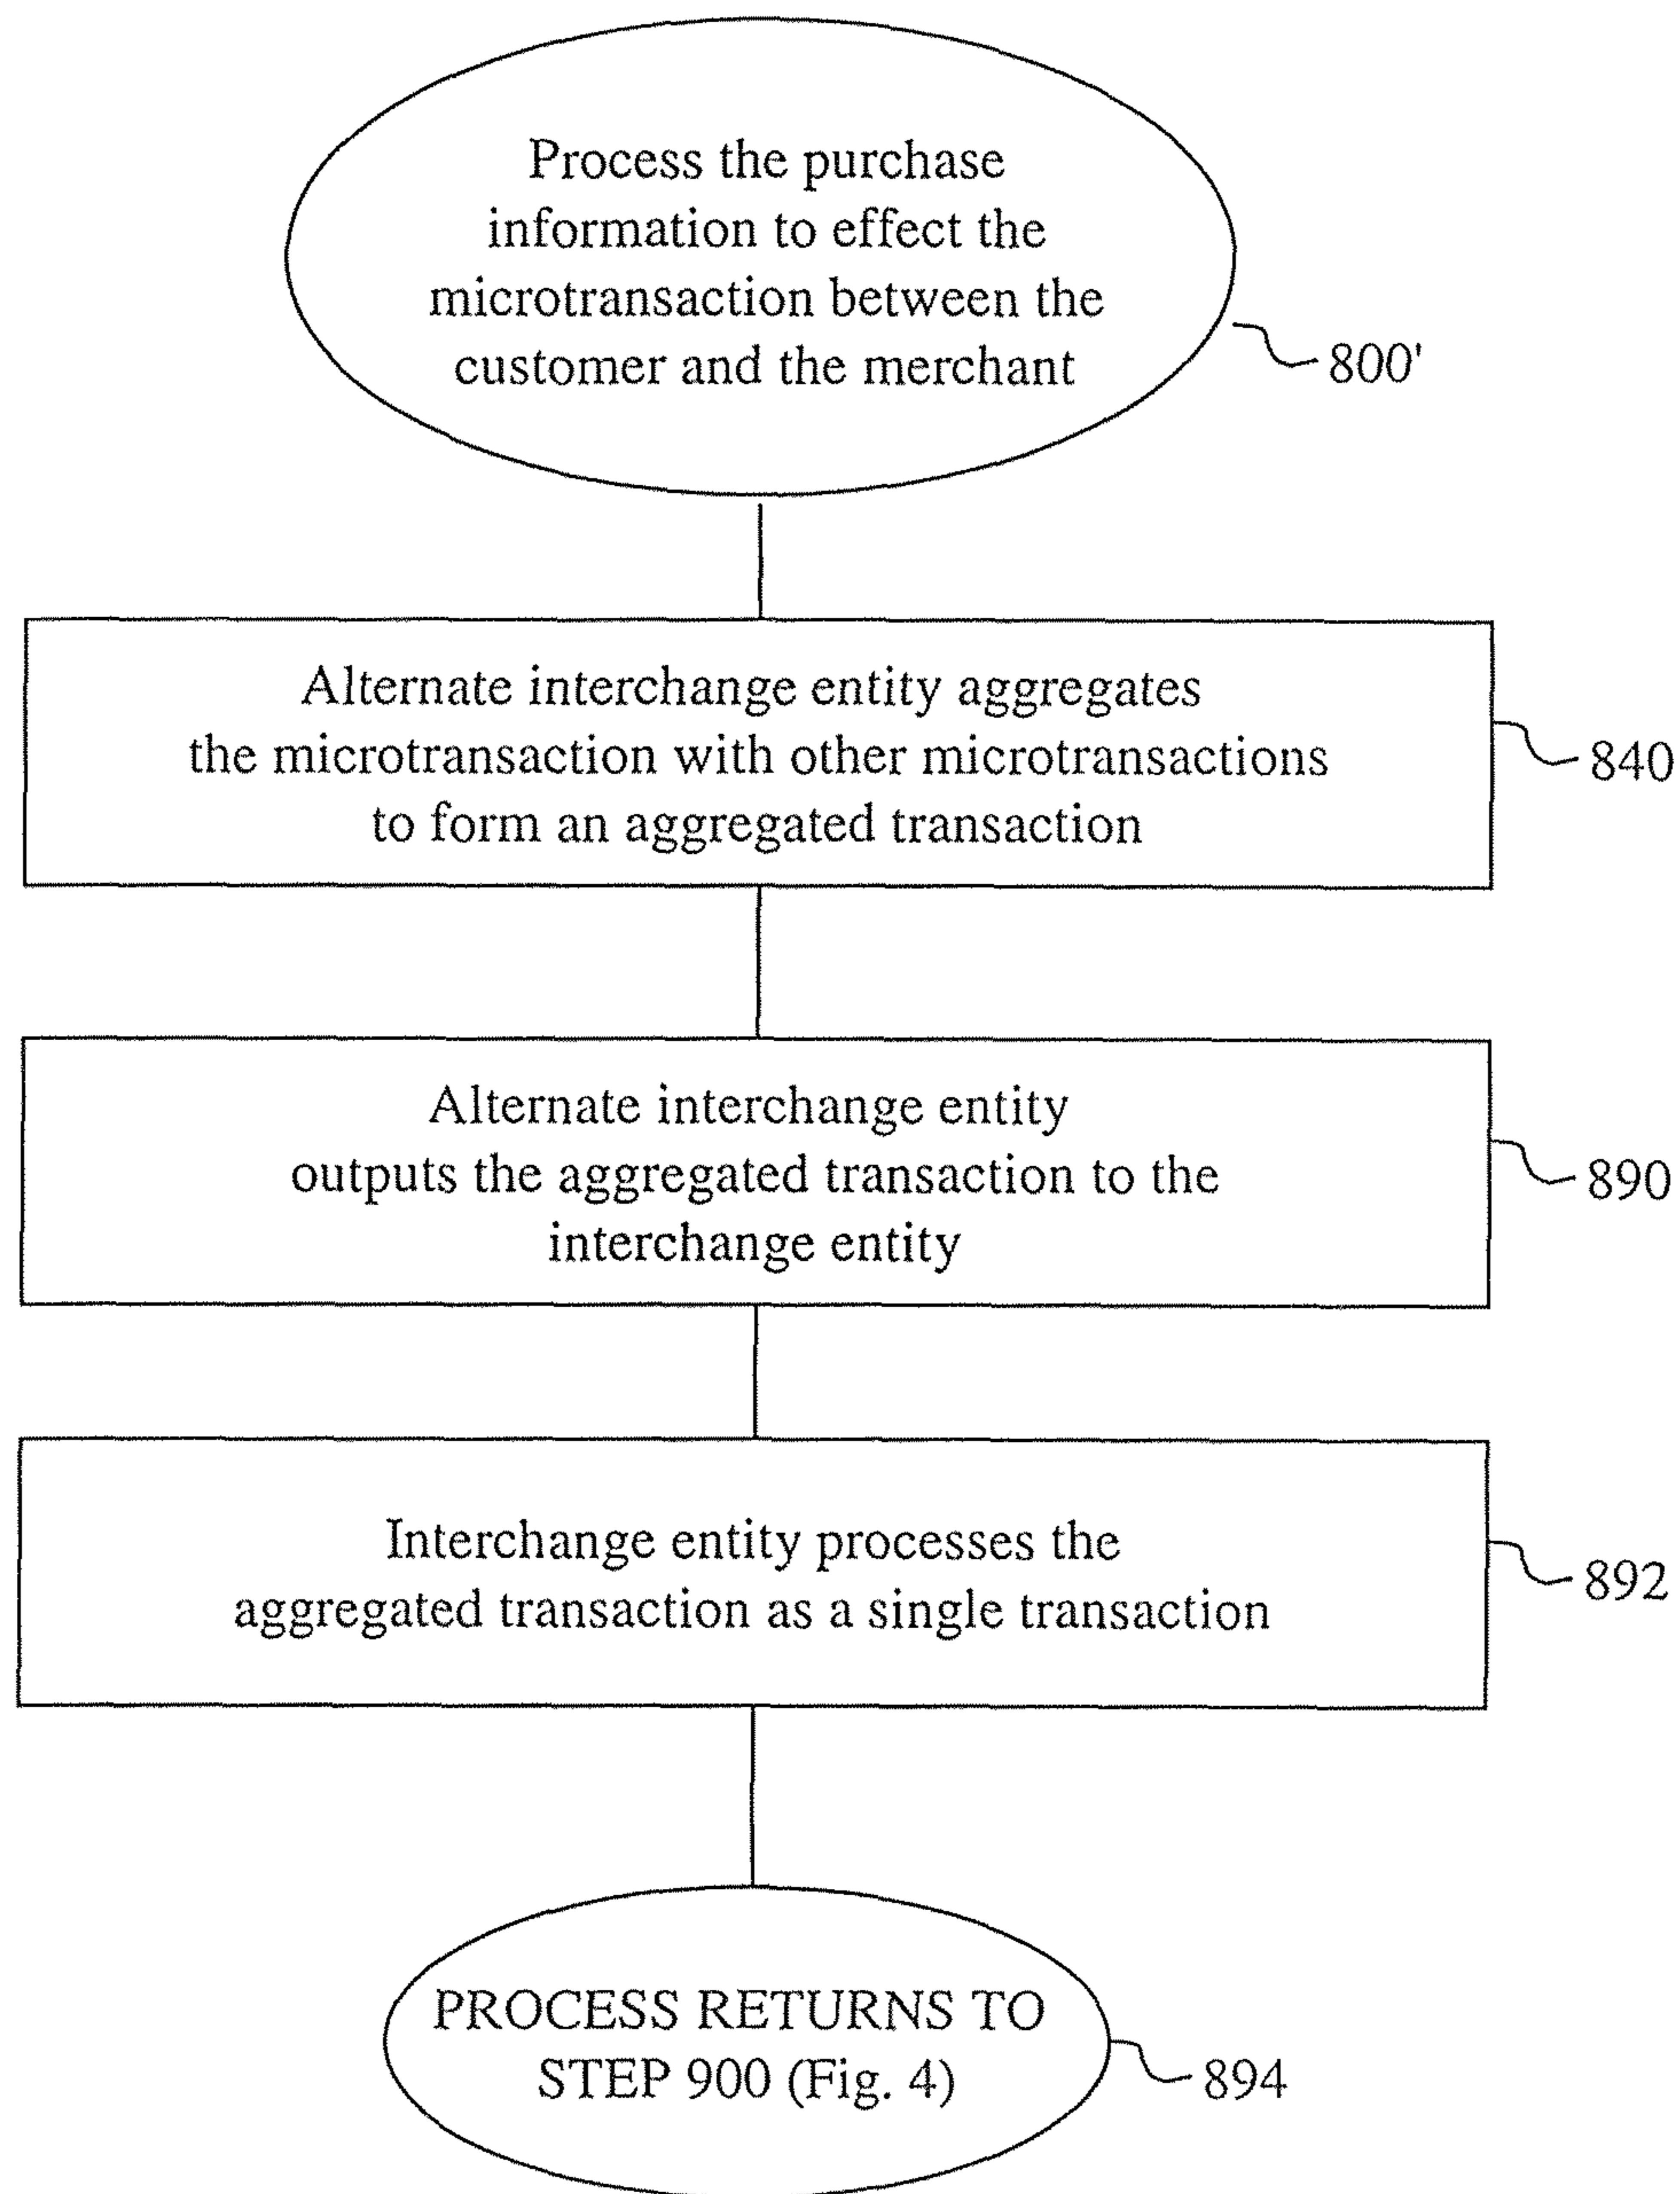 Process the purchase
information to effect the
microtransaction between the
customer and the merchant
800'
Alternate interchange entity aggregates
the microtransaction with other microtransactions
to form an aggregated transaction
840
Alternate interchange entity
outputs the aggregated transaction to the
interchange entity
890
Interchange entity processes the
aggregated transaction as a single transaction
892
PROCESS RETURNS TO
STEP 900 (Fig. 4)
894